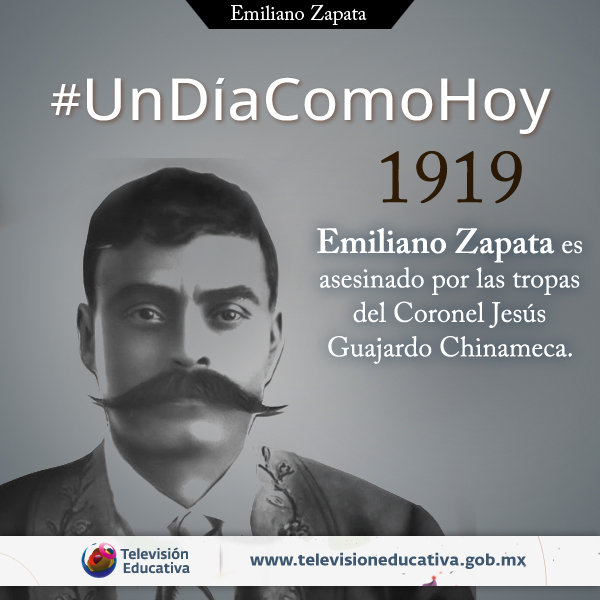 Emiliano Zapata
#UnDíaComoHoy
1919
Emiliano Zapata es
asesinado por las tropas
del Coronel Jesús
Guajardo Chinameca.
Televisión
Educativa
www.televisioneducativa.gob.mx